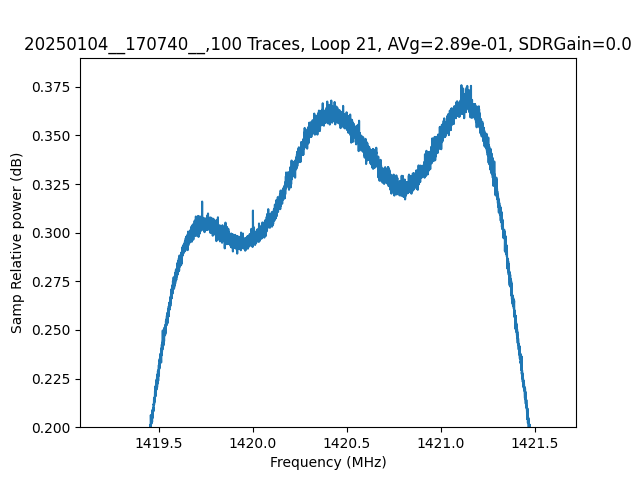 20250104__170740__,100 Traces, Loop 21, AVg=2.89e-01, SDRGain=0.0
Samp Relative power (dB)
0.375
0.350
0.325
0.300
0.275
0.250
0.225
0.200
1419.5 1420.0 1420.5 1421.0 1421.5
Frequency (MHz)